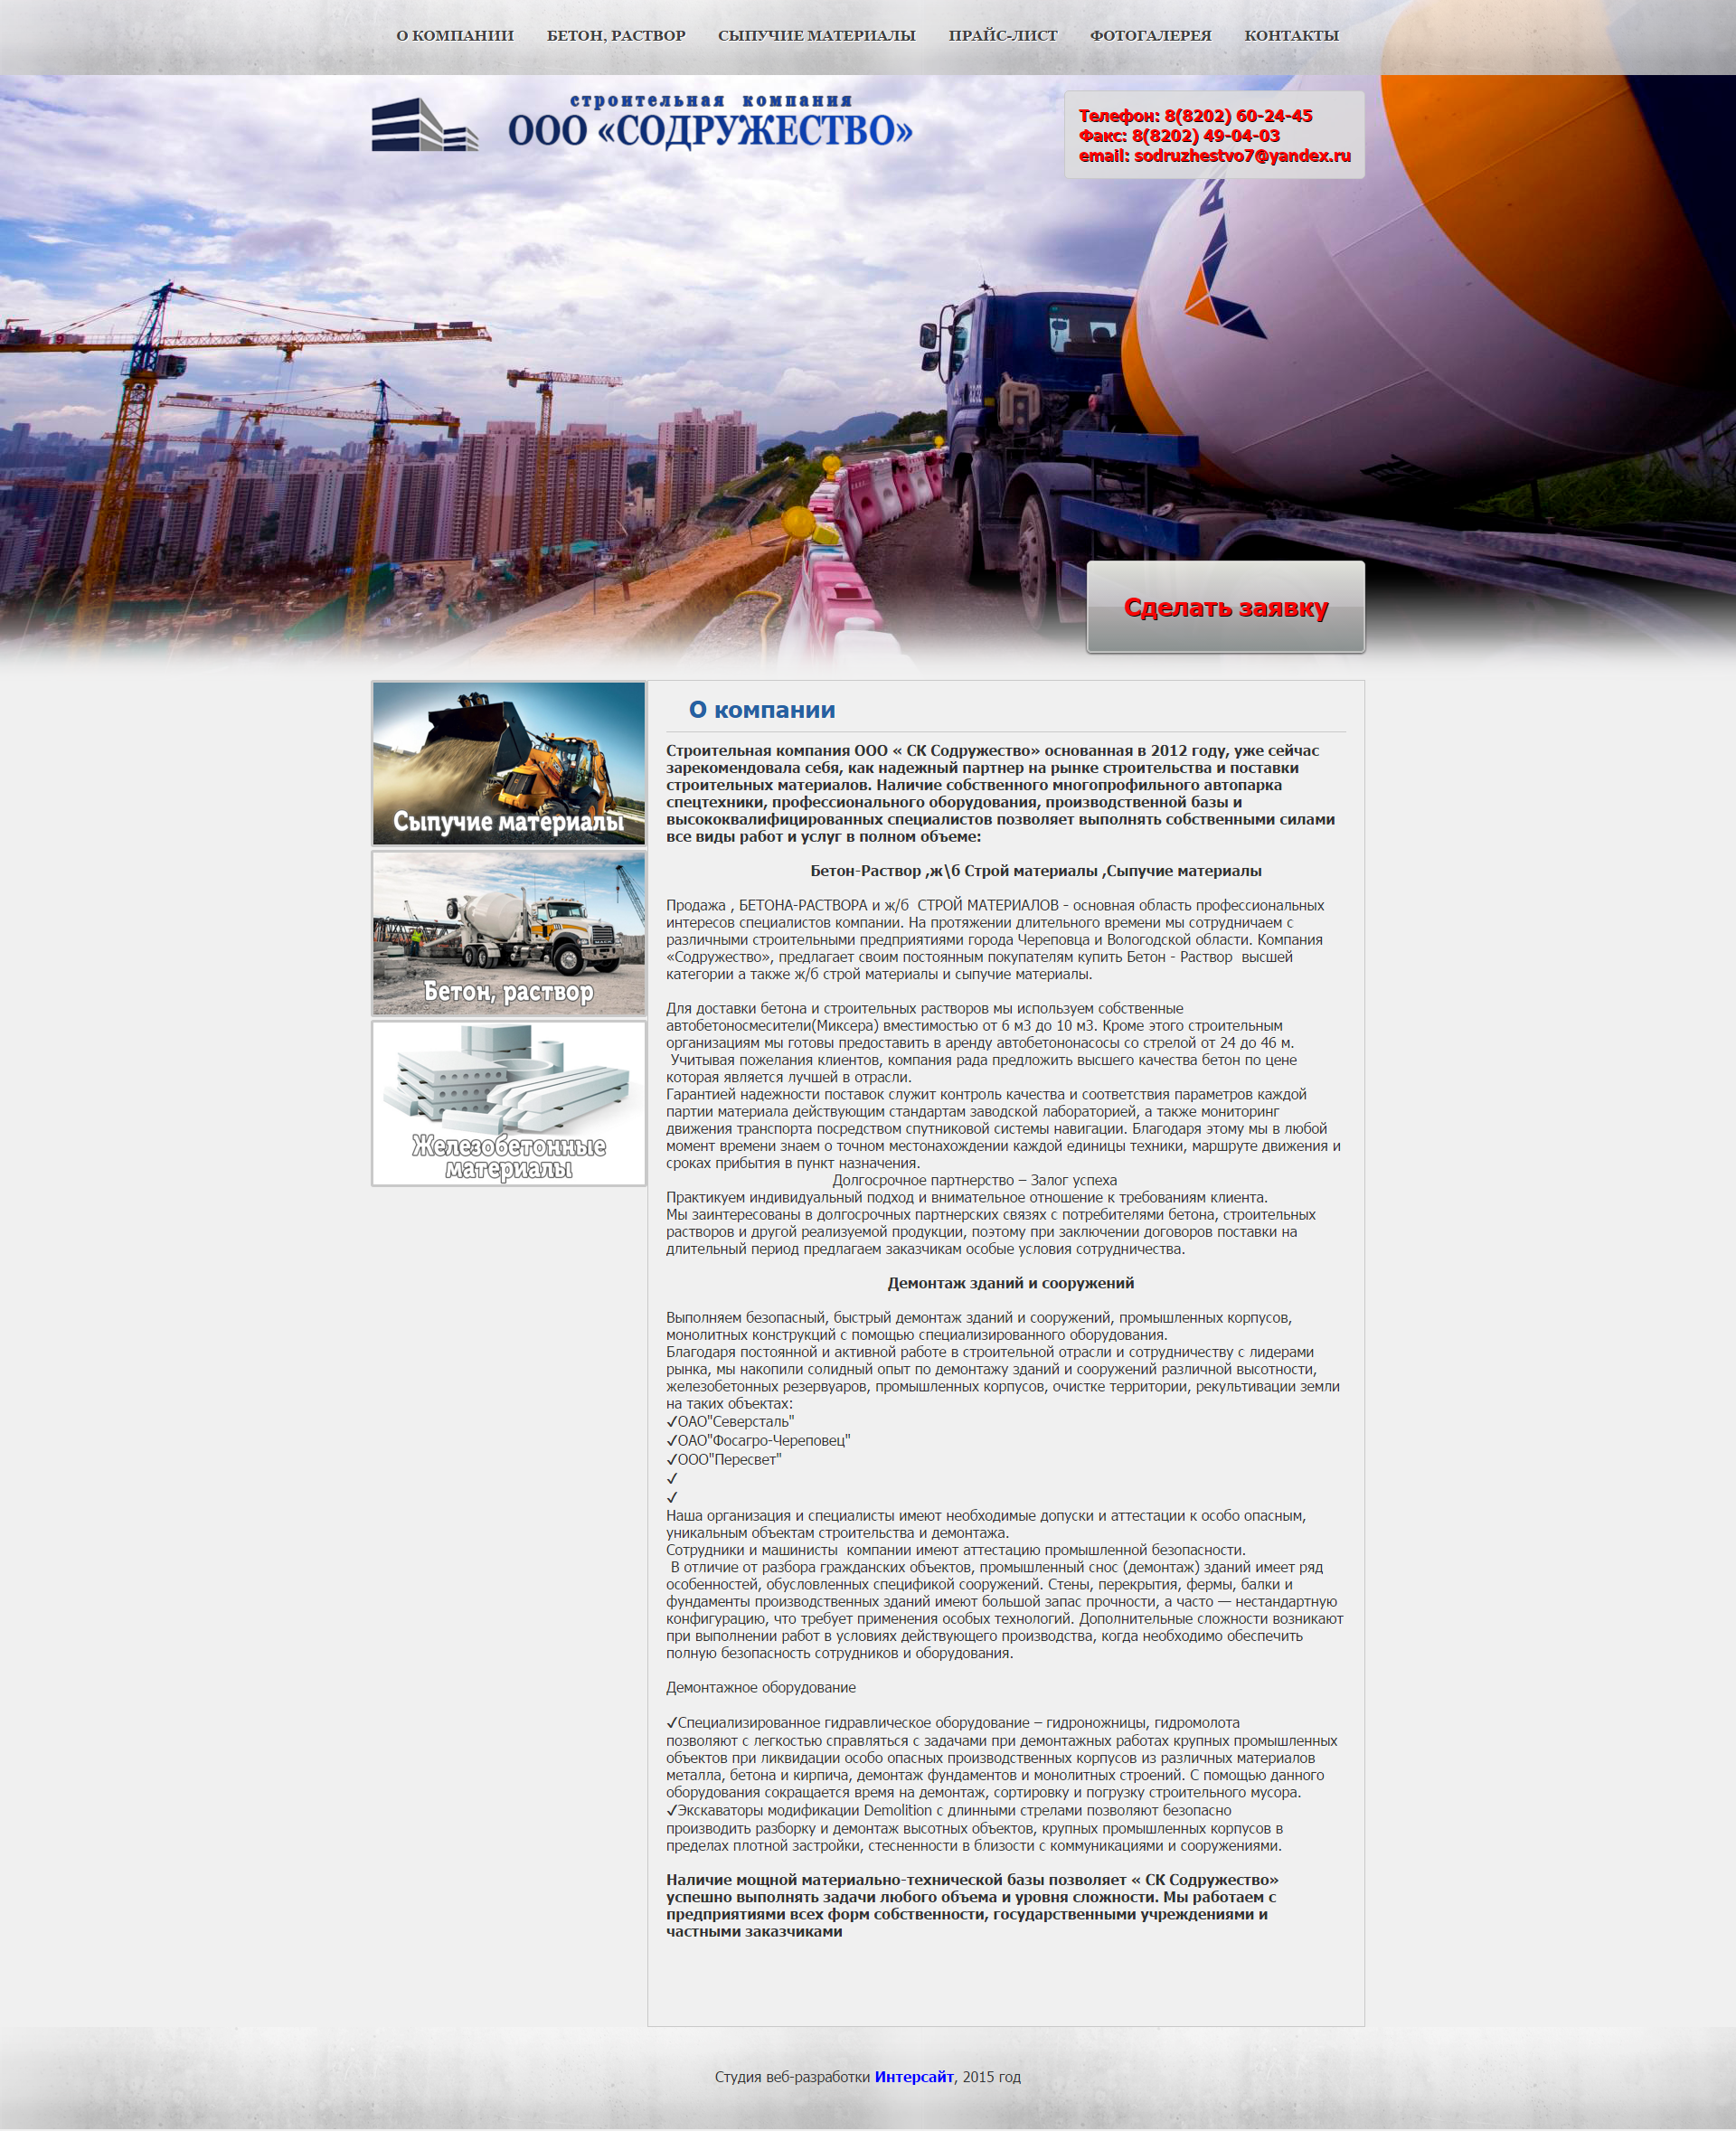 О КОМПАНИИ БЕТОН, РАСТВОР СЫПУЧИЕ МАТЕРИАЛЫ ПРАЙС-ЛИСТ ФОТОГАЛЕРЕЯ КОНТАКТЫ
строительная компания
ООО «СОДРУЖЕСТВО»
Телефон: 8(8202) 60-24-45
Факс: 8(8202) 49-04-03
email: sodruzhestvo7@yandex.ru
Сделать заявку
Сыпучие материалы
Бетон, раствор
Железобетонные
материалы
О компании
Строительная компания ООО « СК Содружество» основанная в 2012 году, уже сейчас
зарекомендовала себя, как надежный партнер на рынке строительства и поставки
строительных материалов. Наличие собственного многопрофильного автопарка
спецтехники, профессионального оборудования, производственной базы и
высококвалифицированных специалистов позволяет выполнять собственными силами
все виды работ и услуг в полном объеме:
Бетон-Раствор ,ж\б Строй материалы ,Сыпучие материалы
Продажа , БЕТОНА-РАСТВОРА и ж/б  СТРОЙ МАТЕРИАЛОВ - основная область профессиональных
интересов специалистов компании. На протяжении длительного времени мы сотрудничаем с
различными строительными предприятиями города Череповца и Вологодской области. Компания
«Содружество», предлагает своим постоянным покупателям купить Бетон - Раствор  высшей
категории а также ж/б строй материалы и сыпучие материалы.
Для доставки бетона и строительных растворов мы используем собственные
автобетоносмесители(Миксера) вместимостью от 6 м3 до 10 м3. Кроме этого строительным
организациям мы готовы предоставить в аренду автобетононасосы со стрелой от 24 до 46 м.
Учитывая пожелания клиентов, компания рада предложить высшего качества бетон по цене
которая является лучшей в отрасли.
Гарантией надежности поставок служит контроль качества и соответствия параметров каждой
партии материала действующим стандартам заводской лабораторией, а также мониторинг
движения транспорта посредством спутниковой системы навигации. Благодаря этому мы в любой
момент времени знаем о точном местонахождении каждой единицы техники, маршруте движения и
сроках прибытия в пункт назначения.
Долгосрочное партнерство – Залог успеха
Практикуем индивидуальный подход и внимательное отношение к требованиям клиента.
Мы заинтересованы в долгосрочных партнерских связях с потребителями бетона, строительных
растворов и другой реализуемой продукции, поэтому при заключении договоров поставки на
длительный период предлагаем заказчикам особые условия сотрудничества.
Демонтаж зданий и сооружений
Выполняем безопасный, быстрый демонтаж зданий и сооружений, промышленных корпусов,
монолитных конструкций с помощью специализированного оборудования.
Благодаря постоянной и активной работе в строительной отрасли и сотрудничеству с лидерами
рынка, мы накопили солидный опыт по демонтажу зданий и сооружений различной высотности,
железобетонных резервуаров, промышленных корпусов, очистке территории, рекультивации земли
на таких объектах:
✓ОАО"Северсталь"
✓ОАО"Фосагро-Череповец"
✓ООО"Пересвет"
✓
✓
Наша организация и специалисты имеют необходимые допуски и аттестации к особо опасным,
уникальным объектам строительства и демонтажа.
Сотрудники и машинисты  компании имеют аттестацию промышленной безопасности.
В отличие от разбора гражданских объектов, промышленный снос (демонтаж) зданий имеет ряд
особенностей, обусловленных спецификой сооружений. Стены, перекрытия, фермы, балки и
фундаменты производственных зданий имеют большой запас прочности, а часто — нестандартную
конфигурацию, что требует применения особых технологий. Дополнительные сложности возникают
при выполнении работ в условиях действующего производства, когда необходимо обеспечить
полную безопасность сотрудников и оборудования.
Демонтажное оборудование
✓Специализированное гидравлическое оборудование – гидроножницы, гидромолота
позволяют с легкостью справляться с задачами при демонтажных работах крупных промышленных
объектов при ликвидации особо опасных производственных корпусов из различных материалов
металла, бетона и кирпича, демонтаж фундаментов и монолитных строений. С помощью данного
оборудования сокращается время на демонтаж, сортировку и погрузку строительного мусора.
✓Экскаваторы модификации Demolition с длинными стрелами позволяют безопасно
производить разборку и демонтаж высотных объектов, крупных промышленных корпусов в
пределах плотной застройки, стесненности в близости с коммуникациями и сооружениями.
Наличие мощной материально-технической базы позволяет « СК Содружество»
успешно выполнять задачи любого объема и уровня сложности. Мы работаем с
предприятиями всех форм собственности, государственными учреждениями и
частными заказчиками
Студия веб-разработки Интерсайт, 2015 год